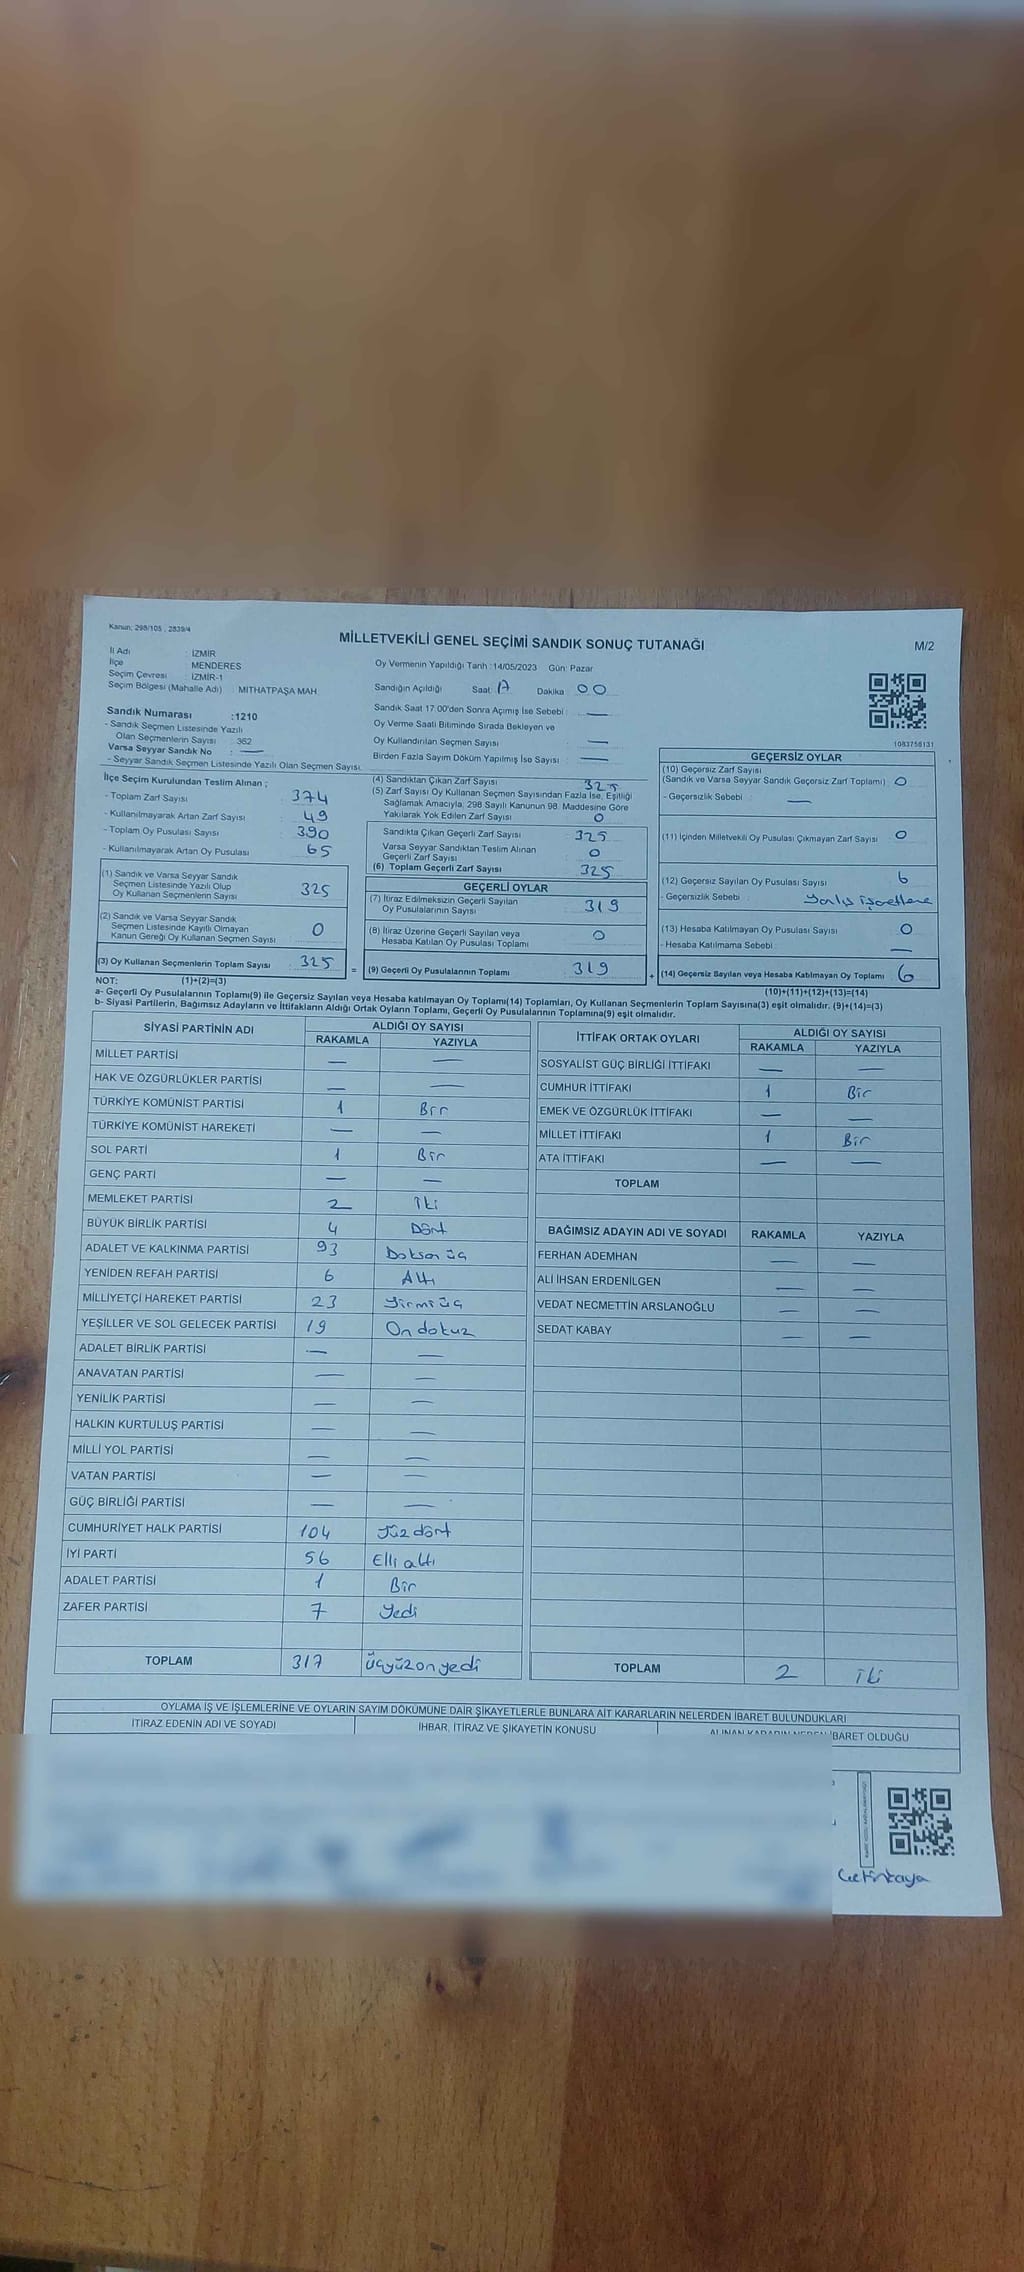 Kanun: 298/105 , 2839/4
MİLLETVEKİLİ GENEL SEÇİMİ SANDIK SONUÇ TUTANAĞI
M/2
İl Adı : İZMİR
İlçe : MENDERES
Seçim Çevresi : İZMİR-1
Seçim Bölgesi (Mahalle Adı) : MİTHATPAŞA MAH.
Sandık Numarası :1210
- Sandık Seçmen Listesinde Yazılı
Olan Seçmenlerin Sayısı : 362
Varsa Seyyar Sandık No : —
- Seyyar Sandık Seçmen Listesinde Yazılı Olan Seçmen Sayısı:
Oy Vermenin Yapıldığı Tarih :14/05/2023 Gün: Pazar
Sandığın Açıldığı Saat: 17 Dakika: 00
Sandık Saat 17.00'den Sonra Açılmış İse Sebebi : —
Oy Verme Saati Bitiminde Sırada Bekleyen ve
Oy Kullandırılan Seçmen Sayısı : —
Birden Fazla Sayım Döküm Yapılmış İse Sayısı : —
1083756131
İlçe Seçim Kurulundan Teslim Alınan ;
- Toplam Zarf Sayısı : 374
- Kullanılmayarak Artan Zarf Sayısı : 49
- Toplam Oy Pusulası Sayısı : 390
- Kullanılmayarak Artan Oy Pusulası : 65
(1) Sandık ve Varsa Seyyar Sandık
Seçmen Listesinde Yazılı Olup
Oy Kullanan Seçmenlerin Sayısı : 325
(2) Sandık ve Varsa Seyyar Sandık
Seçmen Listesinde Kayıtlı Olmayan
Kanun Gereği Oy Kullanan Seçmen Sayısı : 0
(3) Oy Kullanan Seçmenlerin Toplam Sayısı : 325
(4) Sandıktan Çıkan Zarf Sayısı : 325
(5) Zarf Sayısı Oy Kullanan Seçmen Sayısından Fazla İse, Eşitliği
Sağlamak Amacıyla, 298 Sayılı Kanunun 98. Maddesine Göre
Yakılarak Yok Edilen Zarf Sayısı : 0
Sandıkta Çıkan Geçerli Zarf Sayısı : 325
Varsa Seyyar Sandıktan Teslim Alınan
Geçerli Zarf Sayısı : 0
(6) Toplam Geçerli Zarf Sayısı : 325
GEÇERLİ OYLAR
(7) İtiraz Edilmeksizin Geçerli Sayılan
Oy Pusulalarının Sayısı : 319
(8) İtiraz Üzerine Geçerli Sayılan veya
Hesaba Katılan Oy Pusulası Toplamı : 0
= (9) Geçerli Oy Pusulalarının Toplamı : 319
GEÇERSİZ OYLAR
(10) Geçersiz Zarf Sayısı
(Sandık ve Varsa Seyyar Sandık Geçersiz Zarf Toplamı) : 0
- Geçersizlik Sebebi : —
(11) İçinden Milletvekili Oy Pusulası Çıkmayan Zarf Sayısı : 0
(12) Geçersiz Sayılan Oy Pusulası Sayısı : 6
- Geçersizlik Sebebi : Yanlış işaretleme
(13) Hesaba Katılmayan Oy Pusulası Sayısı : 0
- Hesaba Katılmama Sebebi : —
+ (14) Geçersiz Sayılan veya Hesaba Katılmayan Oy Toplamı : 6
NOT: (1)+(2)=(3)
(10)+(11)+(12)+(13)=(14)
a- Geçerli Oy Pusulalarının Toplamı(9) ile Geçersiz Sayılan veya Hesaba katılmayan Oy Toplamı(14) Toplamları, Oy Kullanan Seçmenlerin Toplam Sayısına(3) eşit olmalıdır. (9)+(14)=(3)
b- Siyasi Partilerin, Bağımsız Adayların ve İttifakların Aldığı Ortak Oyların Toplamı, Geçerli Oy Pusulalarının Toplamına(9) eşit olmalıdır.
SİYASİ PARTİNİN ADI ALDIĞI OY SAYISI
RAKAMLA YAZIYLA
MİLLET PARTİSİ — —
HAK VE ÖZGÜRLÜKLER PARTİSİ — —
TÜRKİYE KOMÜNİST PARTİSİ 1 Bir
TÜRKİYE KOMÜNİST HAREKETİ — —
SOL PARTİ 1 Bir
GENÇ PARTİ — —
MEMLEKET PARTİSİ 2 İki
BÜYÜK BİRLİK PARTİSİ 4 Dört
ADALET VE KALKINMA PARTİSİ 93 Doksan üç
YENİDEN REFAH PARTİSİ 6 Altı
MİLLİYETÇİ HAREKET PARTİSİ 23 Yirmi üç
YEŞİLLER VE SOL GELECEK PARTİSİ 19 On dokuz
ADALET BİRLİK PARTİSİ — —
ANAVATAN PARTİSİ — —
YENİLİK PARTİSİ — —
HALKIN KURTULUŞ PARTİSİ — —
MİLLİ YOL PARTİSİ — —
VATAN PARTİSİ — —
GÜÇ BİRLİĞİ PARTİSİ — —
CUMHURİYET HALK PARTİSİ 104 Yüz dört
İYİ PARTİ 56 Elli altı
ADALET PARTİSİ 1 Bir
ZAFER PARTİSİ 7 Yedi
TOPLAM 317 üçyüzonyedi
İTTİFAK ORTAK OYLARI ALDIĞI OY SAYISI
RAKAMLA YAZIYLA
SOSYALİST GÜÇ BİRLİĞİ İTTİFAKI — —
CUMHUR İTTİFAKI 1 Bir
EMEK VE ÖZGÜRLÜK İTTİFAKI — —
MİLLET İTTİFAKI 1 Bir
ATA İTTİFAKI — —
TOPLAM
BAĞIMSIZ ADAYIN ADI VE SOYADI RAKAMLA YAZIYLA
FERHAN ADEMHAN — —
ALİ İHSAN ERDENİLGEN — —
VEDAT NECMETTİN ARSLANOĞLU — —
SEDAT KABAY — —
TOPLAM 2 İki
OYLAMA İŞ VE İŞLEMLERİNE VE OYLARIN SAYIM DÖKÜMÜNE DAİR ŞİKAYETLERLE BUNLARA AİT KARARLARIN NELERDEN İBARET BULUNDUKLARI
İTİRAZ EDENİN ADI VE SOYADI İHBAR, İTİRAZ VE ŞİKAYETİN KONUSU ALINAN KARARIN NEDEN İBARET OLDUĞU
Çetinkaya